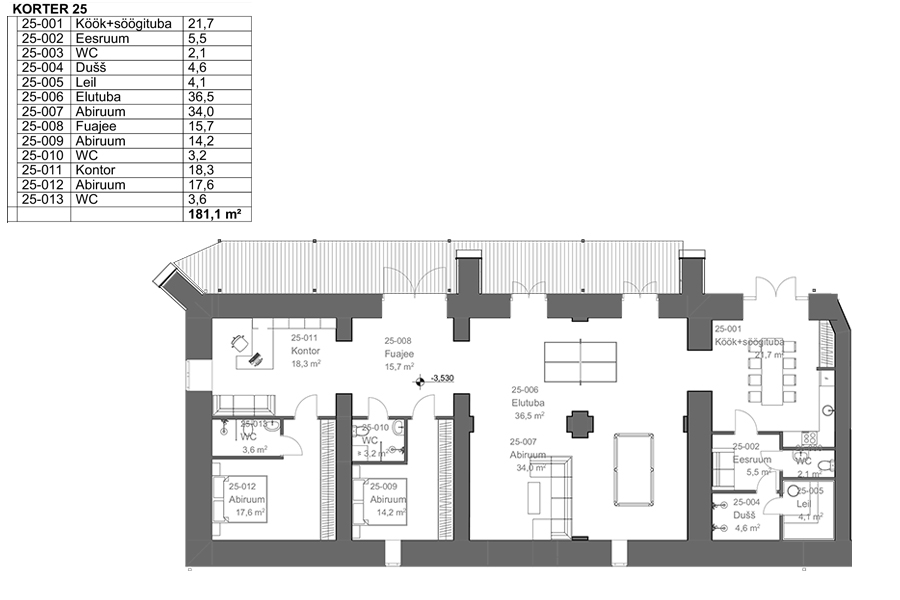 KORTER 25
25-001 Köök+söögituba 21,7
25-002 Eesruum 5,5
25-003 WC 2,1
25-004 Dušš 4,6
25-005 Leil 4,1
25-006 Elutuba 36,5
25-007 Abiruum 34,0
25-008 Fuajee 15,7
25-009 Abiruum 14,2
25-010 WC 3,2
25-011 Kontor 18,3
25-012 Abiruum 17,6
25-013 WC 3,6
181,1 m²
25-011
Kontor
18,3 m²
25-008
Fuajee
15,7 m²
-3,530
25-001
Köök+söögituba
21,7 m²
25-006
Elutuba
36,5 m²
25-007
Abiruum
34,0 m²
25-013
WC
3,6 m²
25-010
WC
3,2 m²
25-012
Abiruum
17,6 m²
25-009
Abiruum
14,2 m²
25-002
Eesruum
5,5 m²
WC
2,1 m²
25-004
Dušš
4,6 m²
25-005
Leil
4,1 m²